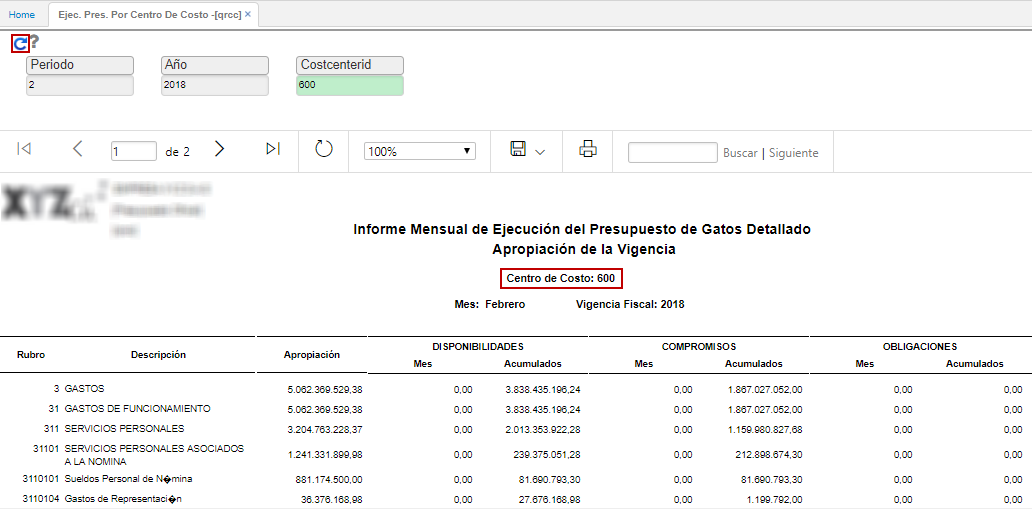 Home
Ejec. Pres. Por Centro De Costo -[qrcc] ×
?
Periodo Año Costcenterid
2 2018 600
1 de 2 100% Buscar | Siguiente
XYZ
Informe Mensual de Ejecución del Presupuesto de Gatos Detallado
Apropiación de la Vigencia
Centro de Costo: 600
Mes: Febrero Vigencia Fiscal: 2018
Rubro Descripción Apropiación DISPONIBILIDADES COMPROMISOS OBLIGACIONES
Mes Acumulados Mes Acumulados Mes Acumulados
3 GASTOS 5.062.369.529,38 0,00 3.838.435.196,24 0,00 1.867.027.052,00 0,00 0,00
31 GASTOS DE FUNCIONAMIENTO 5.062.369.529,38 0,00 3.838.435.196,24 0,00 1.867.027.052,00 0,00 0,00
311 SERVICIOS PERSONALES 3.204.763.228,37 0,00 2.013.353.922,28 0,00 1.159.980.827,68 0,00 0,00
31101 SERVICIOS PERSONALES ASOCIADOS
A LA NOMINA 1.241.331.899,98 0,00 239.375.051,28 0,00 212.898.674,30 0,00 0,00
3110101 Sueldos Personal de N�mina 881.174.500,00 0,00 81.690.793,30 0,00 81.690.793,30 0,00 0,00
3110104 Gastos de Representaci�n 36.376.168,98 0,00 27.676.168,98 0,00 1.199.792,00 0,00 0,00